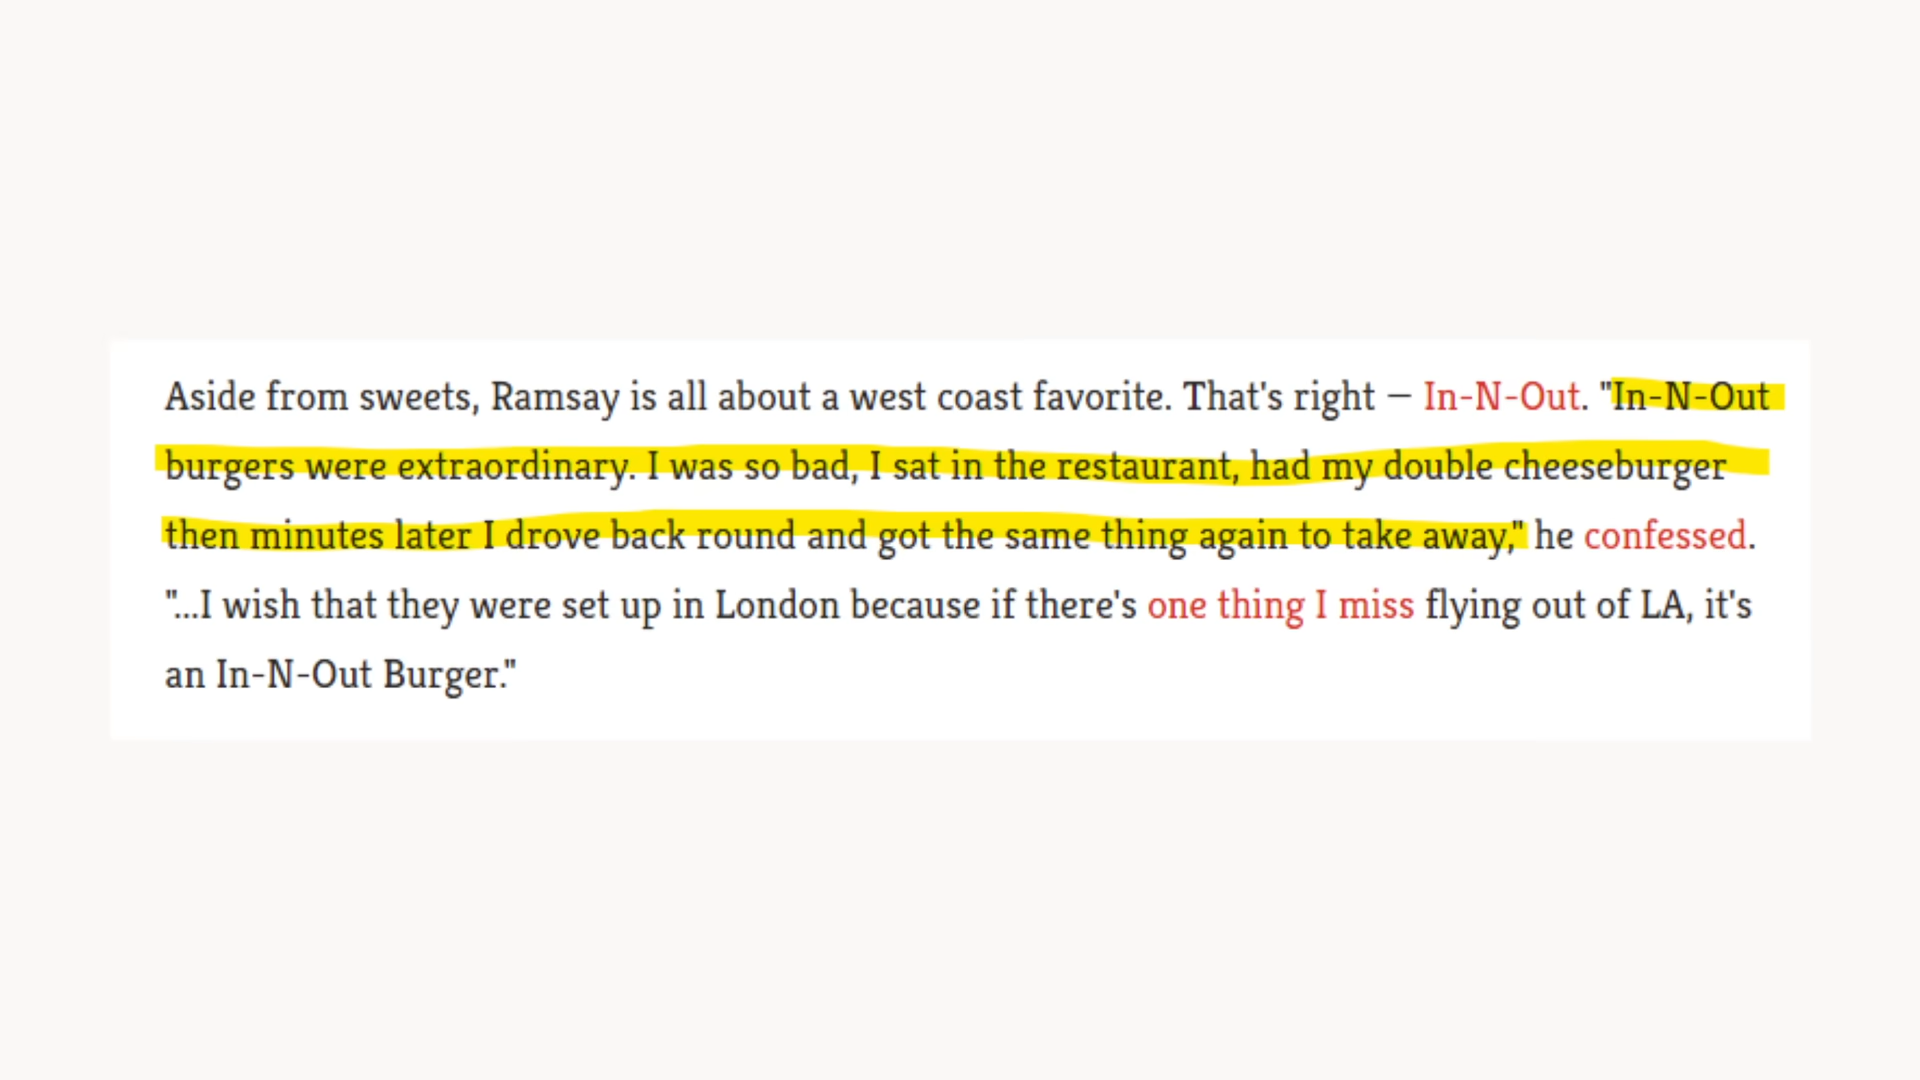 Aside from sweets, Ramsay is all about a west coast favorite. That's right — In-N-Out. "In-N-Out
burgers were extraordinary. I was so bad, I sat in the restaurant, had my double cheeseburger
then minutes later I drove back round and got the same thing again to take away," he confessed.
"...I wish that they were set up in London because if there's one thing I miss flying out of LA, it's
an In-N-Out Burger."